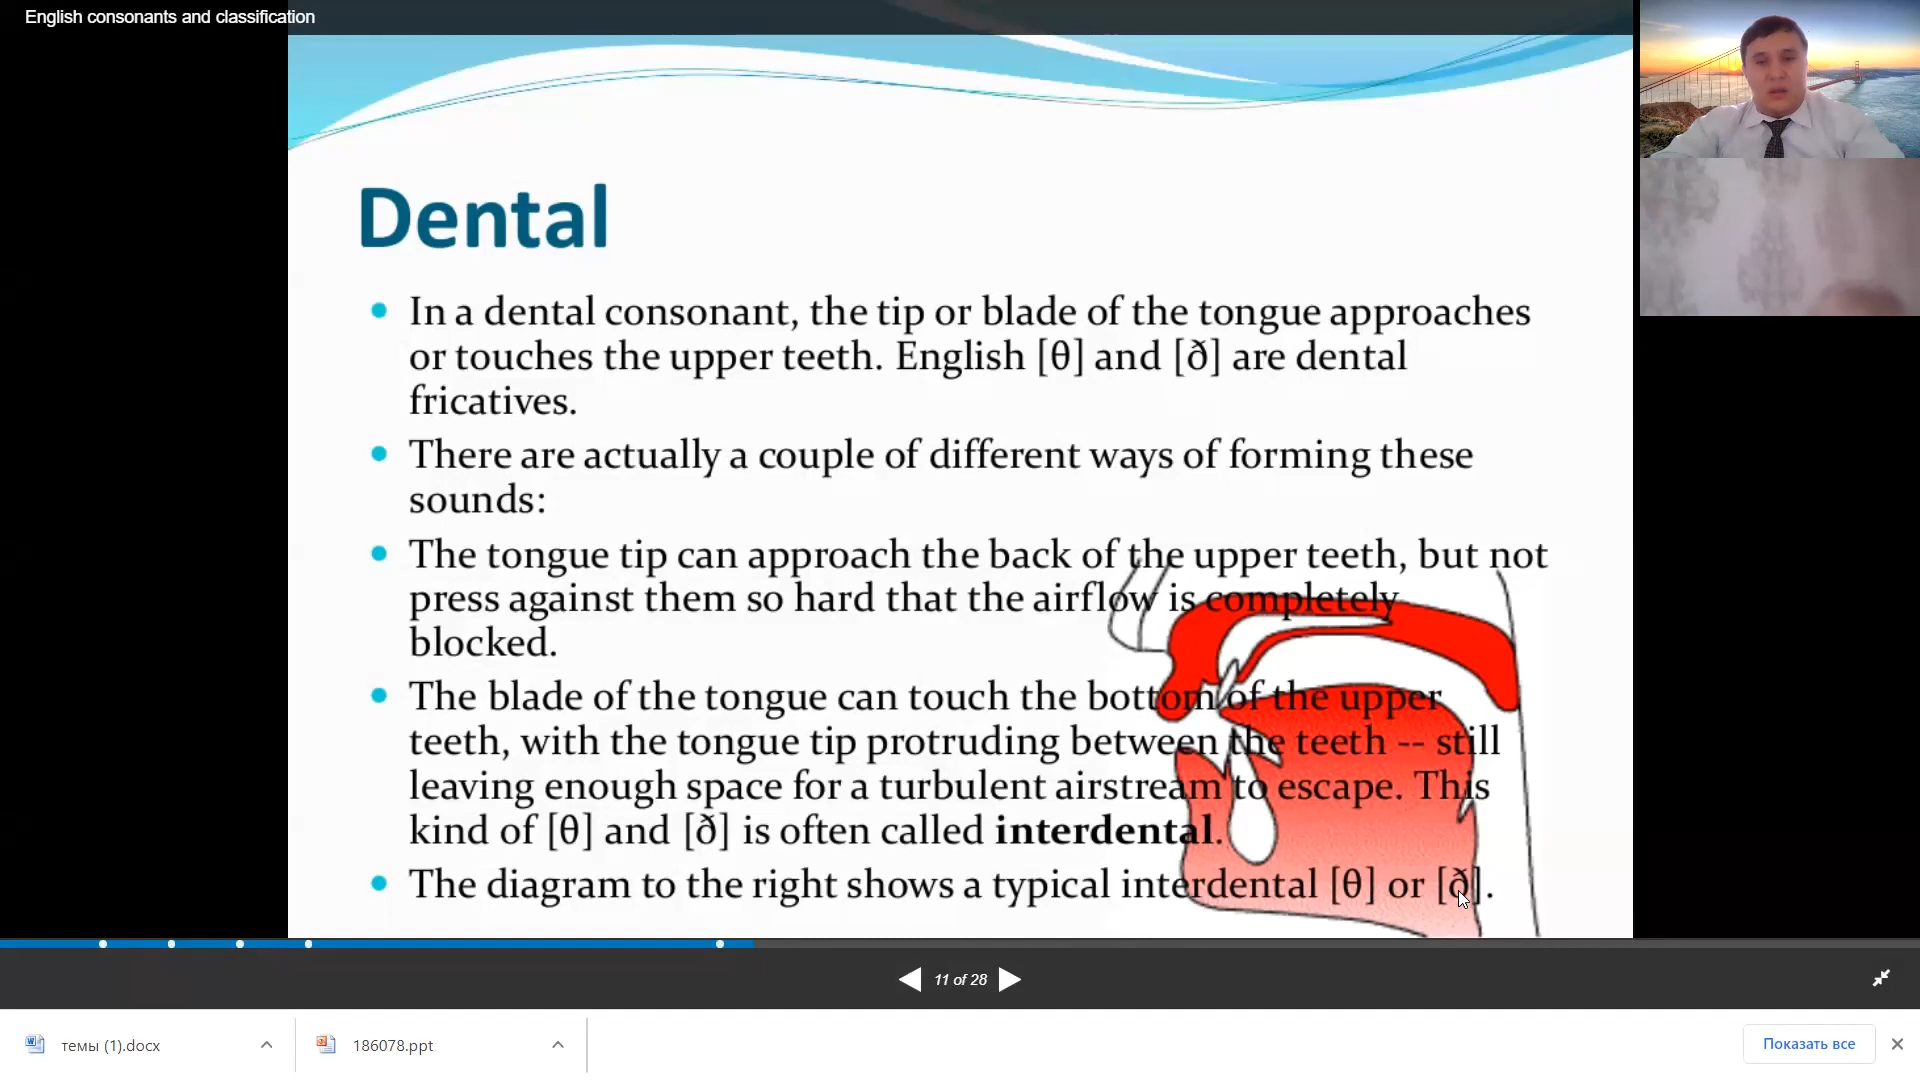 English consonants and classification
Dental
In a dental consonant, the tip or blade of the tongue approaches
or touches the upper teeth. English [θ] and [ð] are dental
fricatives.
There are actually a couple of different ways of forming these
sounds:
The tongue tip can approach the back of the upper teeth, but not
press against them so hard that the airflow is completely
blocked.
The blade of the tongue can touch the bottom of the upper
teeth, with the tongue tip protruding between the teeth -- still
leaving enough space for a turbulent airstream to escape. This
kind of [θ] and [ð] is often called interdental.
The diagram to the right shows a typical interdental [θ] or [ð].
11 of 28
темы (1).docx
186078.ppt
Показать все